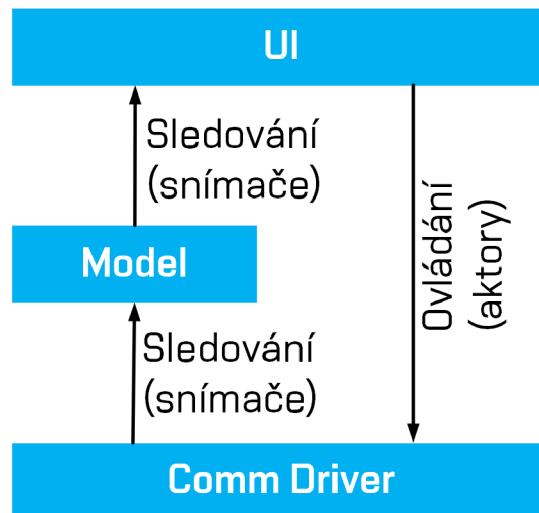 UI
Sledování
(snímače)
Ovládání
(aktory)
Model
Sledování
(snímače)
Comm Driver